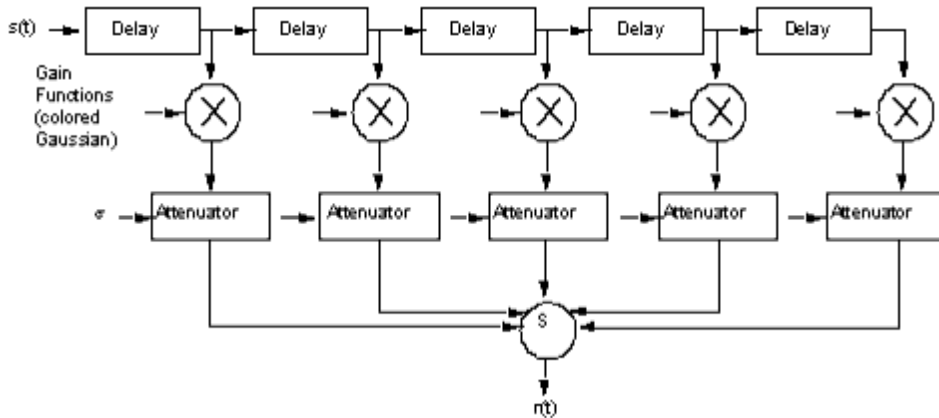 s(t)
Delay
Delay
Delay
Delay
Delay
Gain
Functions
(colored
Gaussian)
σ
Attenuator
Attenuator
Attenuator
Attenuator
Attenuator
S
r(t)